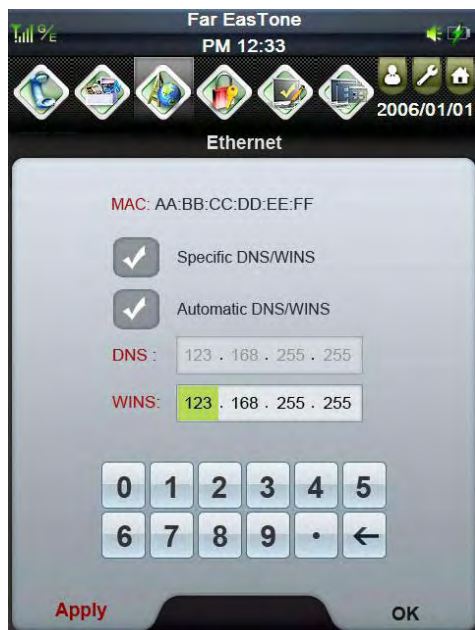 G/E
Far EasTone
PM 12:33
2006/01/01
Ethernet
MAC: AA:BB:CC:DD:EE:FF
Specific DNS/WINS
Automatic DNS/WINS
DNS : 123 . 168 . 255 . 255
WINS: 123 . 168 . 255 . 255
0 1 2 3 4 5
6 7 8 9 • ←
Apply OK